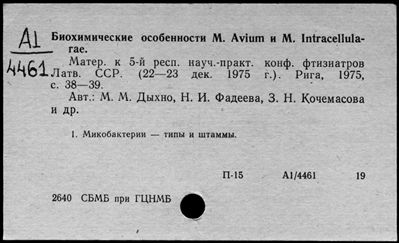 А1
4461
Биохимические особенности M. Avium и M. Intracellula-
rae.
Матер. к 5-й респ. науч.-практ. конф. фтизиатров
Латв. ССР. (22—23 дек. 1975 г.). Рига, 1975,
с. 38—39.
Авт.: М. М. Дыхно, Н. И. Фадеева, З. Н. Кочемасова
и др.
1. Микобактерии — типы и штаммы.
П-15 А1/4461 19
2640 СБМБ при ГЦНМБ